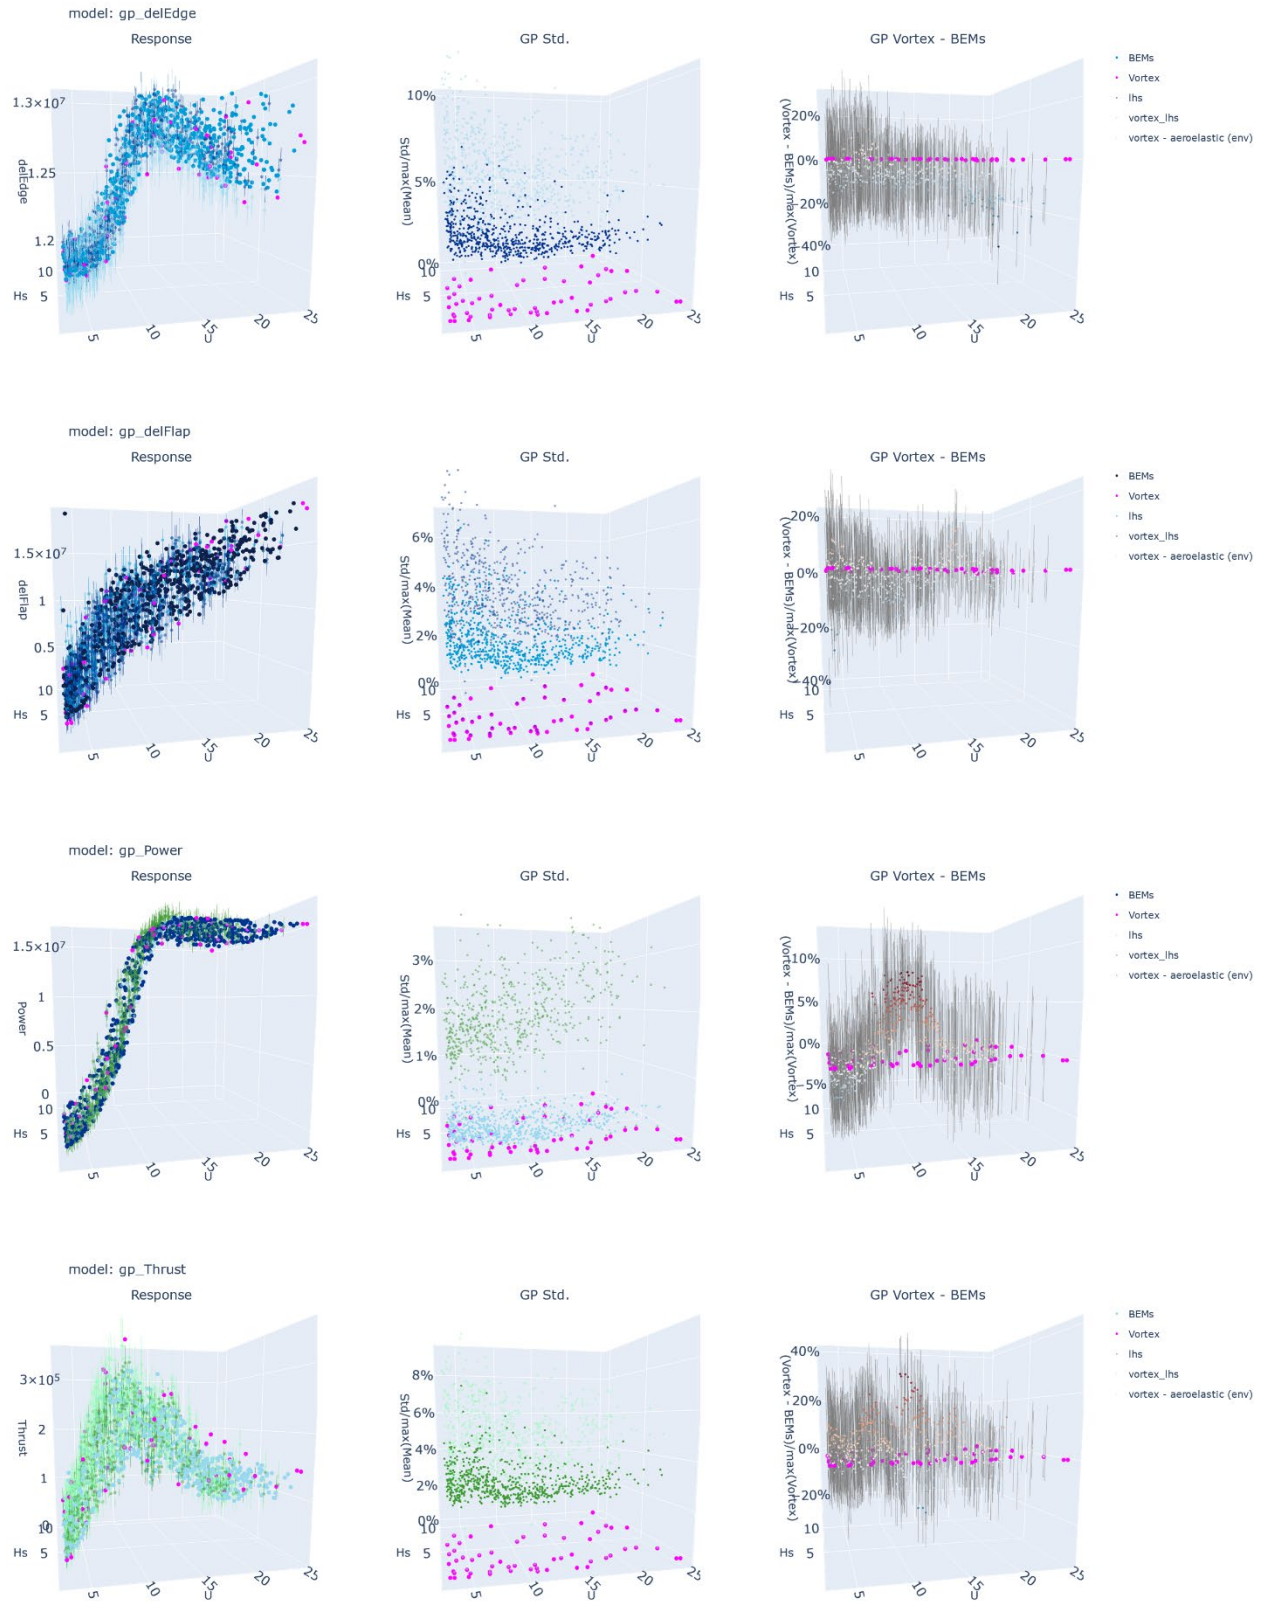 model: gp_delEdge
Response
GP Std.
GP Vortex - BEMs
1.3×10⁷
1.25
1.2
delEdge
10
5
Hs
5
10
15
20
25
U
10%
5%
0%
Std/max(Mean)
10
5
Hs
5
10
15
20
25
U
20%
0%
−20%
−40%
(Vortex - BEMs)/max(Vortex)
10
5
Hs
5
10
15
20
25
U
BEMs
Vortex
lhs
vortex_lhs
vortex - aeroelastic (env)
model: gp_delFlap
Response
GP Std.
GP Vortex - BEMs
1.5×10⁷
1
0.5
delFlap
10
5
Hs
5
10
15
20
25
U
6%
4%
2%
0%
Std/max(Mean)
10
5
Hs
5
10
15
20
25
U
20%
0%
−20%
−40%
(Vortex - BEMs)/max(Vortex)
10
5
Hs
5
10
15
20
25
U
BEMs
Vortex
lhs
vortex_lhs
vortex - aeroelastic (env)
model: gp_Power
Response
GP Std.
GP Vortex - BEMs
1.5×10⁷
1
0.5
0
Power
10
5
Hs
5
10
15
20
25
U
3%
2%
1%
0%
Std/max(Mean)
10
5
Hs
5
10
15
20
25
U
10%
5%
0%
−5%
(Vortex - BEMs)/max(Vortex)
10
5
Hs
5
10
15
20
25
U
BEMs
Vortex
lhs
vortex_lhs
vortex - aeroelastic (env)
model: gp_Thrust
Response
GP Std.
GP Vortex - BEMs
3×10⁵
2
1
0
Thrust
10
5
Hs
5
10
15
20
25
U
8%
6%
4%
2%
0%
Std/max(Mean)
10
5
Hs
5
10
15
20
25
U
40%
20%
0%
−20%
(Vortex - BEMs)/max(Vortex)
10
5
Hs
5
10
15
20
25
U
BEMs
Vortex
lhs
vortex_lhs
vortex - aeroelastic (env)